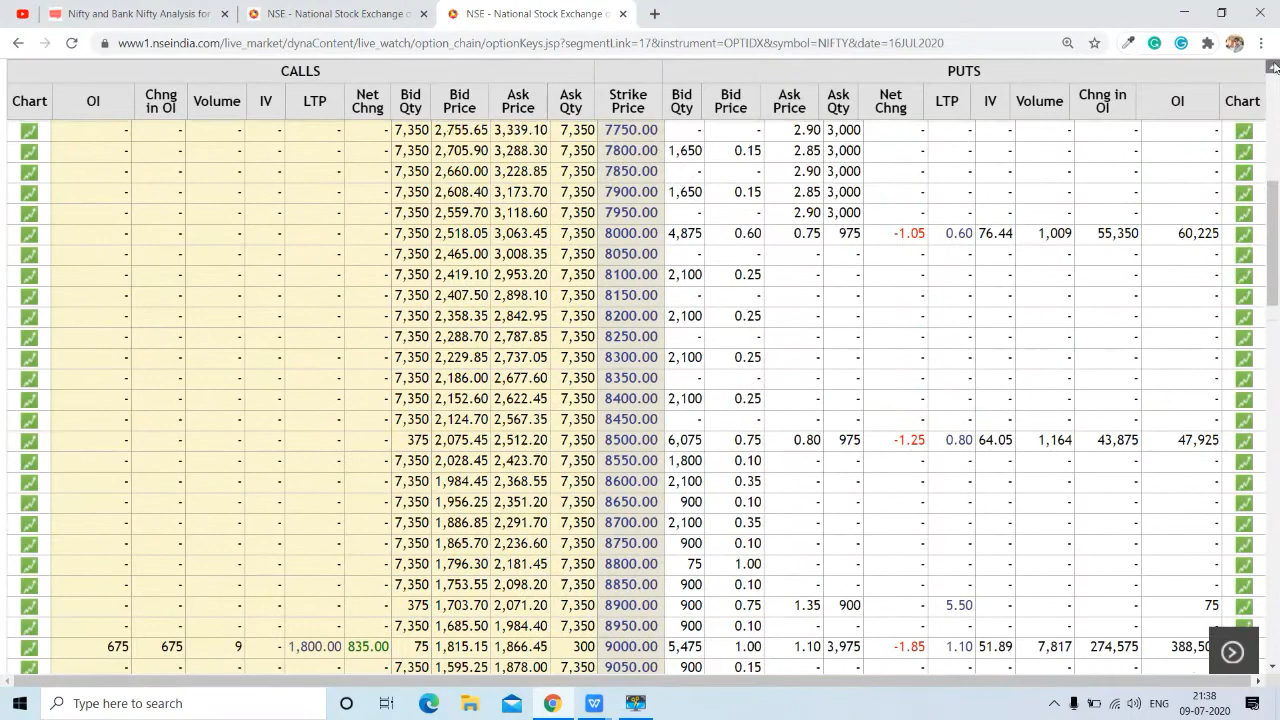 Nifty and Bank Nifty Analysis for
NSE - National Stock Exchange o
NSE - National Stock Exchange o
www1.nseindia.com/live_market/dynaContent/live_watch/option_chain/optionKeys.jsp?segmentLink=17&instrument=OPTIDX&symbol=NIFTY&date=16JUL2020
CALLS PUTS
Chart OI Chng in OI Volume IV LTP Net Chng Bid Qty Bid Price Ask Price Ask Qty Strike Price Bid Qty Bid Price Ask Price Ask Qty Net Chng LTP IV Volume Chng in OI OI Chart
- - - - - - 7,350 2,755.65 3,339.10 7,350 7750.00 - - 2.90 3,000 - - - - - -
- - - - - - 7,350 2,705.90 3,288.30 7,350 7800.00 1,650 0.15 2.85 3,000 - - - - - -
- - - - - - 7,350 2,660.00 3,228.85 7,350 7850.00 - - 2.90 3,000 - - - - - -
- - - - - - 7,350 2,608.40 3,173.70 7,350 7900.00 1,650 0.15 2.85 3,000 - - - - - -
- - - - - - 7,350 2,559.70 3,118.60 7,350 7950.00 - - 2.90 3,000 - - - - - -
- - - - - - 7,350 2,518.05 3,063.45 7,350 8000.00 4,875 0.60 0.75 975 -1.05 0.60 76.44 1,009 55,350 60,225
- - - - - - 7,350 2,465.00 3,008.35 7,350 8050.00 - - - - - - - - - -
- - - - - - 7,350 2,419.10 2,953.20 7,350 8100.00 2,100 0.25 - - - - - - - -
- - - - - - 7,350 2,407.50 2,898.10 7,350 8150.00 - - - - - - - - - -
- - - - - - 7,350 2,358.35 2,842.95 7,350 8200.00 2,100 0.25 - - - - - - - -
- - - - - - 7,350 2,288.70 2,787.85 7,350 8250.00 - - - - - - - - - -
- - - - - - 7,350 2,229.85 2,737.05 7,350 8300.00 2,100 0.25 - - - - - - - -
- - - - - - 7,350 2,186.00 2,677.60 7,350 8350.00 - - - - - - - - - -
- - - - - - 7,350 2,152.60 2,622.45 7,350 8400.00 2,100 0.25 - - - - - - - -
- - - - - - 7,350 2,124.70 2,567.35 7,350 8450.00 - - - - - - - - - -
- - - - - - 375 2,075.45 2,512.20 7,350 8500.00 6,075 0.75 0.80 975 -1.25 0.80 64.05 1,164 43,875 47,925
- - - - - - 7,350 2,028.45 2,423.70 7,350 8550.00 1,800 0.10 - - - - - - - -
- - - - - - 7,350 1,984.45 2,368.55 7,350 8600.00 2,100 0.35 - - - - - - - -
- - - - - - 7,350 1,956.25 2,351.20 7,350 8650.00 900 0.10 - - - - - - - -
- - - - - - 7,350 1,886.85 2,291.70 7,350 8700.00 2,100 0.35 - - - - - - - -
- - - - - - 7,350 1,865.70 2,236.60 7,350 8750.00 900 0.10 - - - - - - - -
- - - - - - 7,350 1,796.30 2,181.45 7,350 8800.00 75 1.00 - - - - - - - -
- - - - - - 7,350 1,753.55 2,098.20 7,350 8850.00 900 0.10 - - - - - - - -
- - - - - - 375 1,703.70 2,071.20 7,350 8900.00 900 0.75 1.35 900 - 5.50 - - - 75
- - - - - - 7,350 1,685.50 1,984.40 7,350 8950.00 900 0.10 - - - - - - -
675 675 9 - 1,800.00 835.00 75 1,815.15 1,866.45 300 9000.00 5,475 1.00 1.10 3,975 -1.85 1.10 51.89 7,817 274,575
- - - - - - 7,350 1,595.25 1,878.00 7,350 9050.00 900 0.15 - - - - - - -
Type here to search
ENG
21:38
09-07-2020